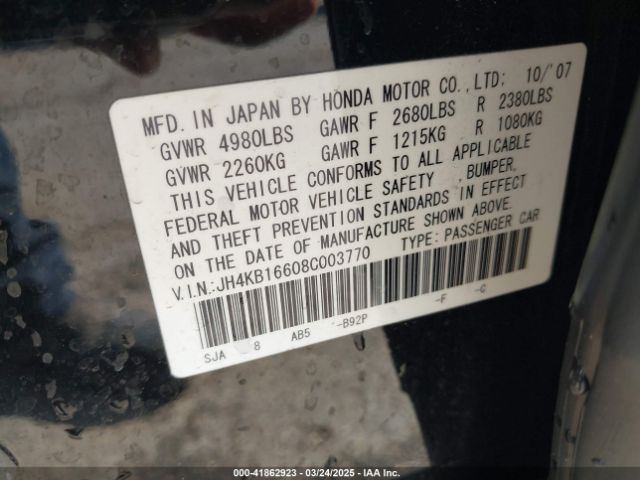 MFD. IN JAPAN BY HONDA MOTOR CO., LTD: 10/'07
GVWR 4980LBS GAWR F 2680LBS R 2380LBS
GVWR 2260KG GAWR F 1215KG R 1080KG
THIS VEHICLE CONFORMS TO ALL APPLICABLE
FEDERAL MOTOR VEHICLE SAFETY , BUMPER,
AND THEFT PREVENTION STANDARDS IN EFFECT
ON THE DATE OF MANUFACTURE SHOWN ABOVE.
V.I.N.:JH4KB16608C003770 TYPE: PASSENGER CAR
SJA 8 AB5 -B92P -F -C
000-41862923 - 03/24/2025 - IAA Inc.